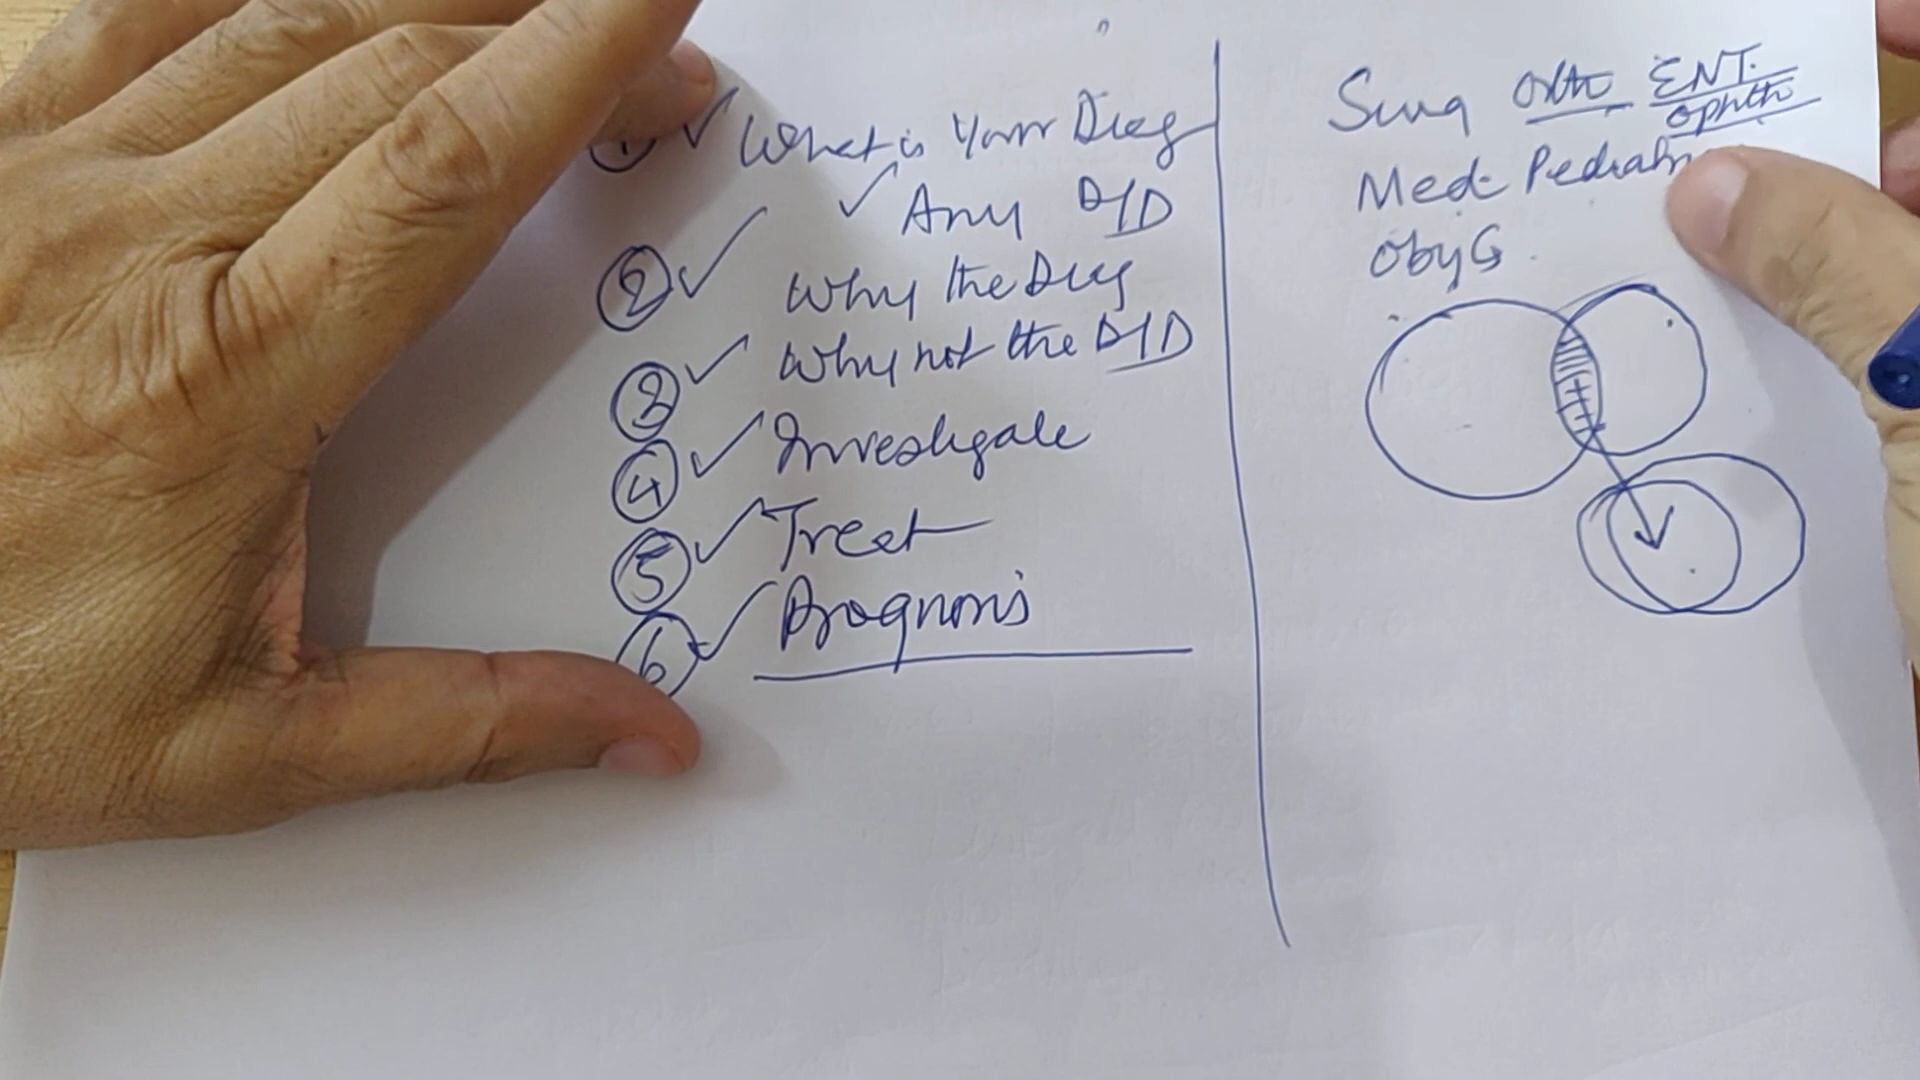 ① What is Your Diag
Any D/D
② Why the Diag
③ Why not the D/D
④ Investigate
⑤ Treat
⑥ Prognosis
Surg Ortho ENT.
Ophth
Med Pediatr
ObyG.